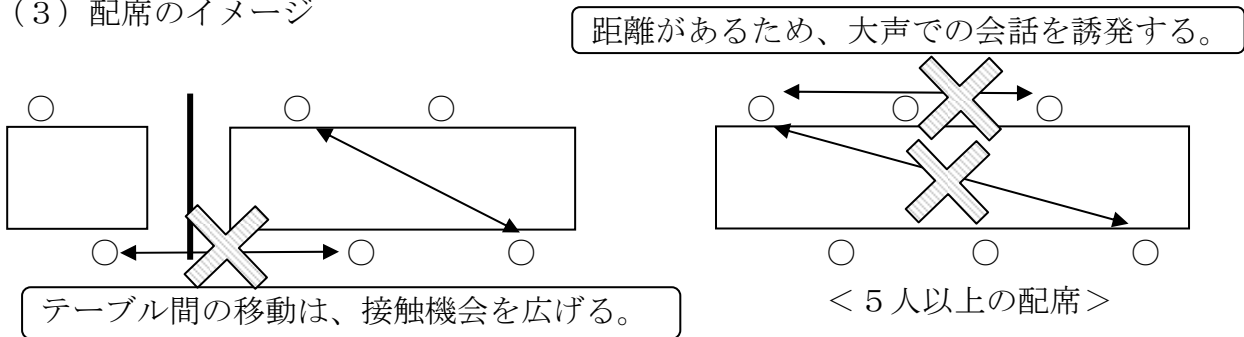 （３）配席のイメージ
距離があるため、大声での会話を誘発する。
テーブル間の移動は、接触機会を広げる。
＜５人以上の配席＞